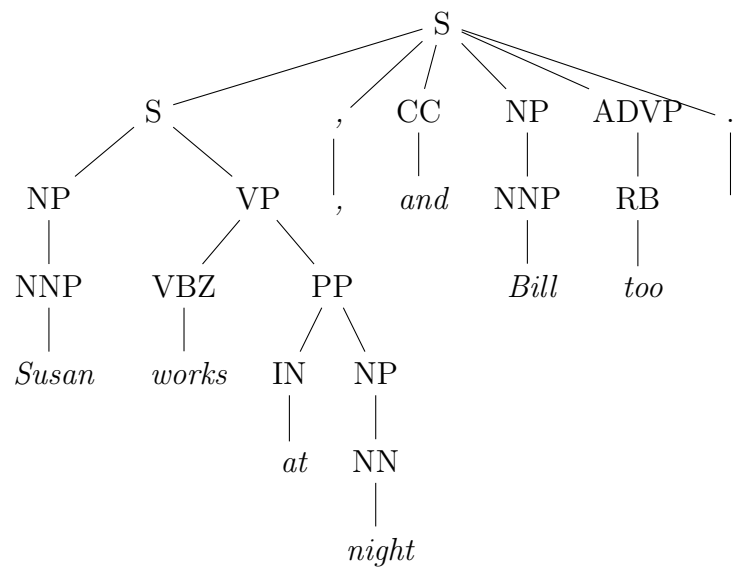 S
S , CC NP ADVP .
NP VP , and NNP RB
NNP VBZ PP Bill too
Susan works IN NP
at NN
night